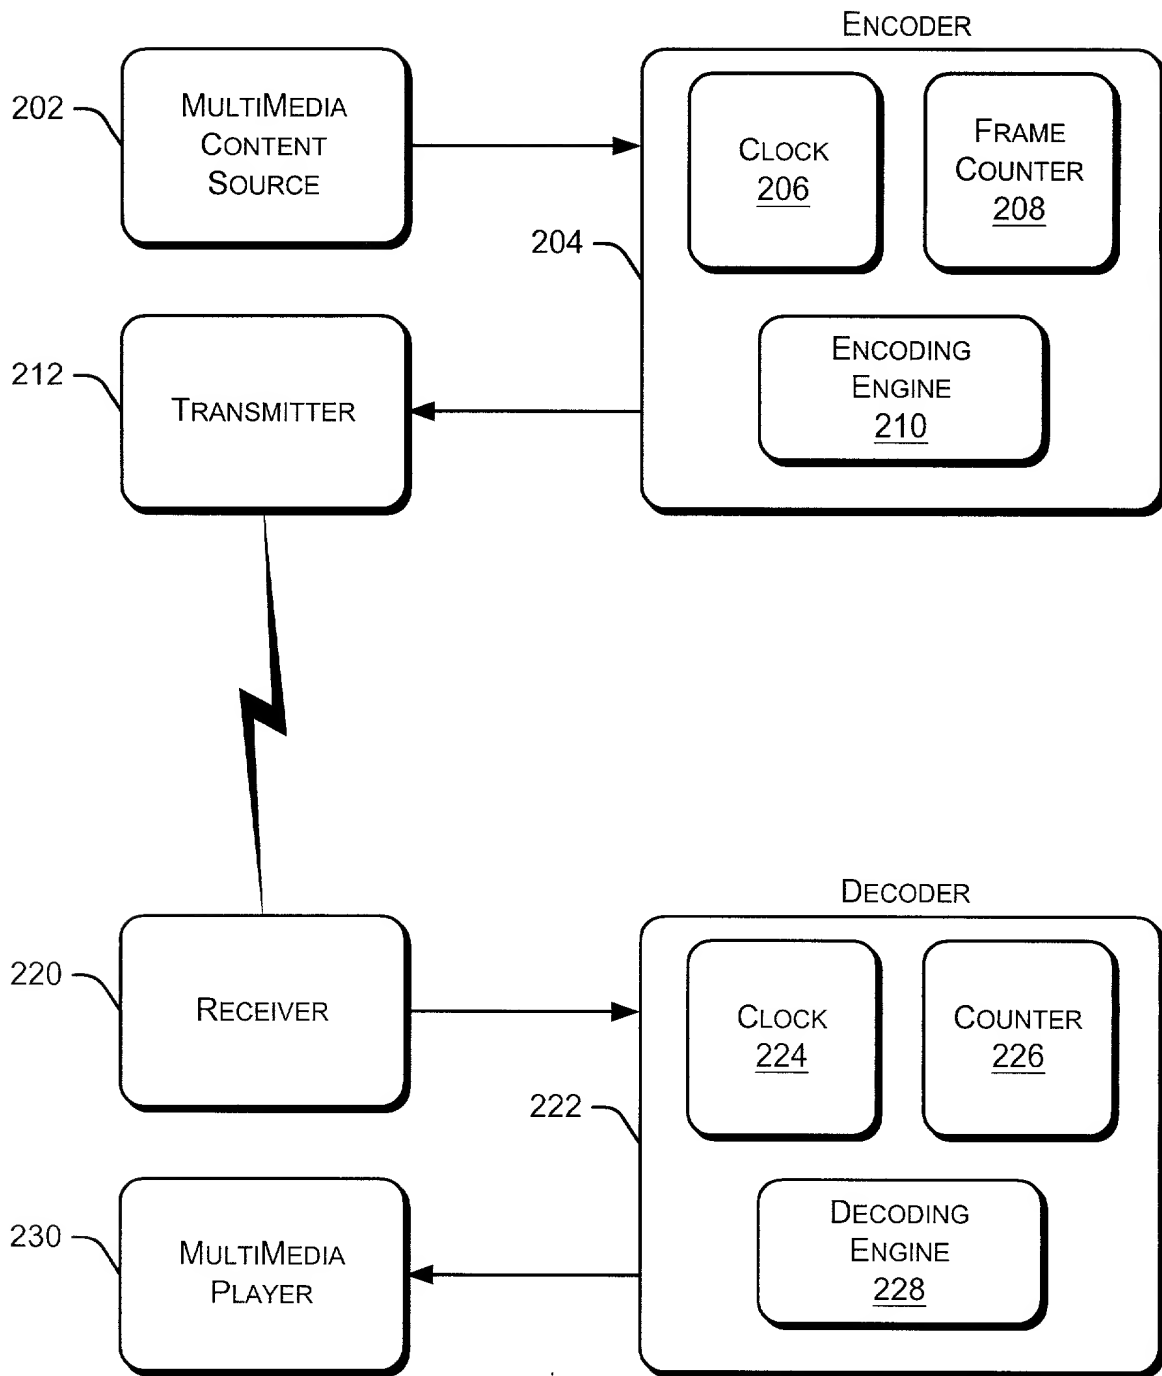 ENCODER
202
MULTIMEDIA
CONTENT
SOURCE
CLOCK
206
FRAME
COUNTER
208
204
ENCODING
ENGINE
210
212
TRANSMITTER
DECODER
220
RECEIVER
CLOCK
224
COUNTER
226
222
DECODING
ENGINE
228
230
MULTIMEDIA
PLAYER